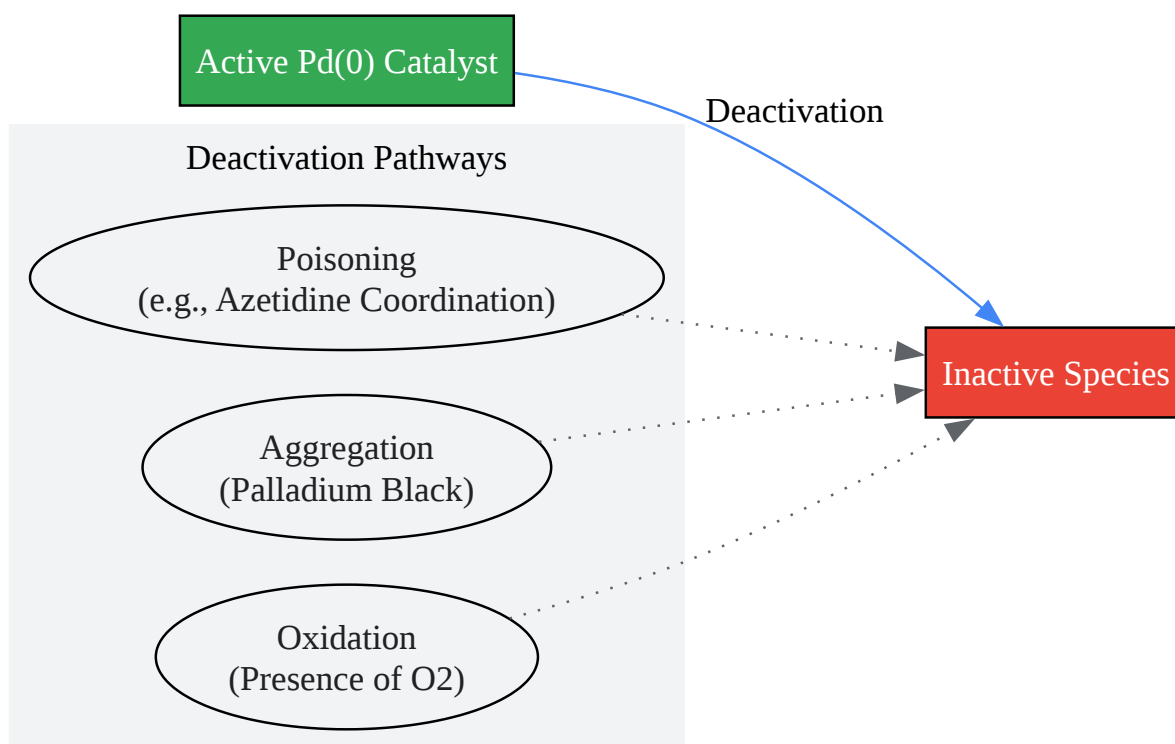 Active Pd(0) Catalyst
Deactivation
Deactivation Pathways
Poisoning
(e.g., Azetidine Coordination)
Inactive Species
Aggregation
(Palladium Black)
Oxidation
(Presence of O2)